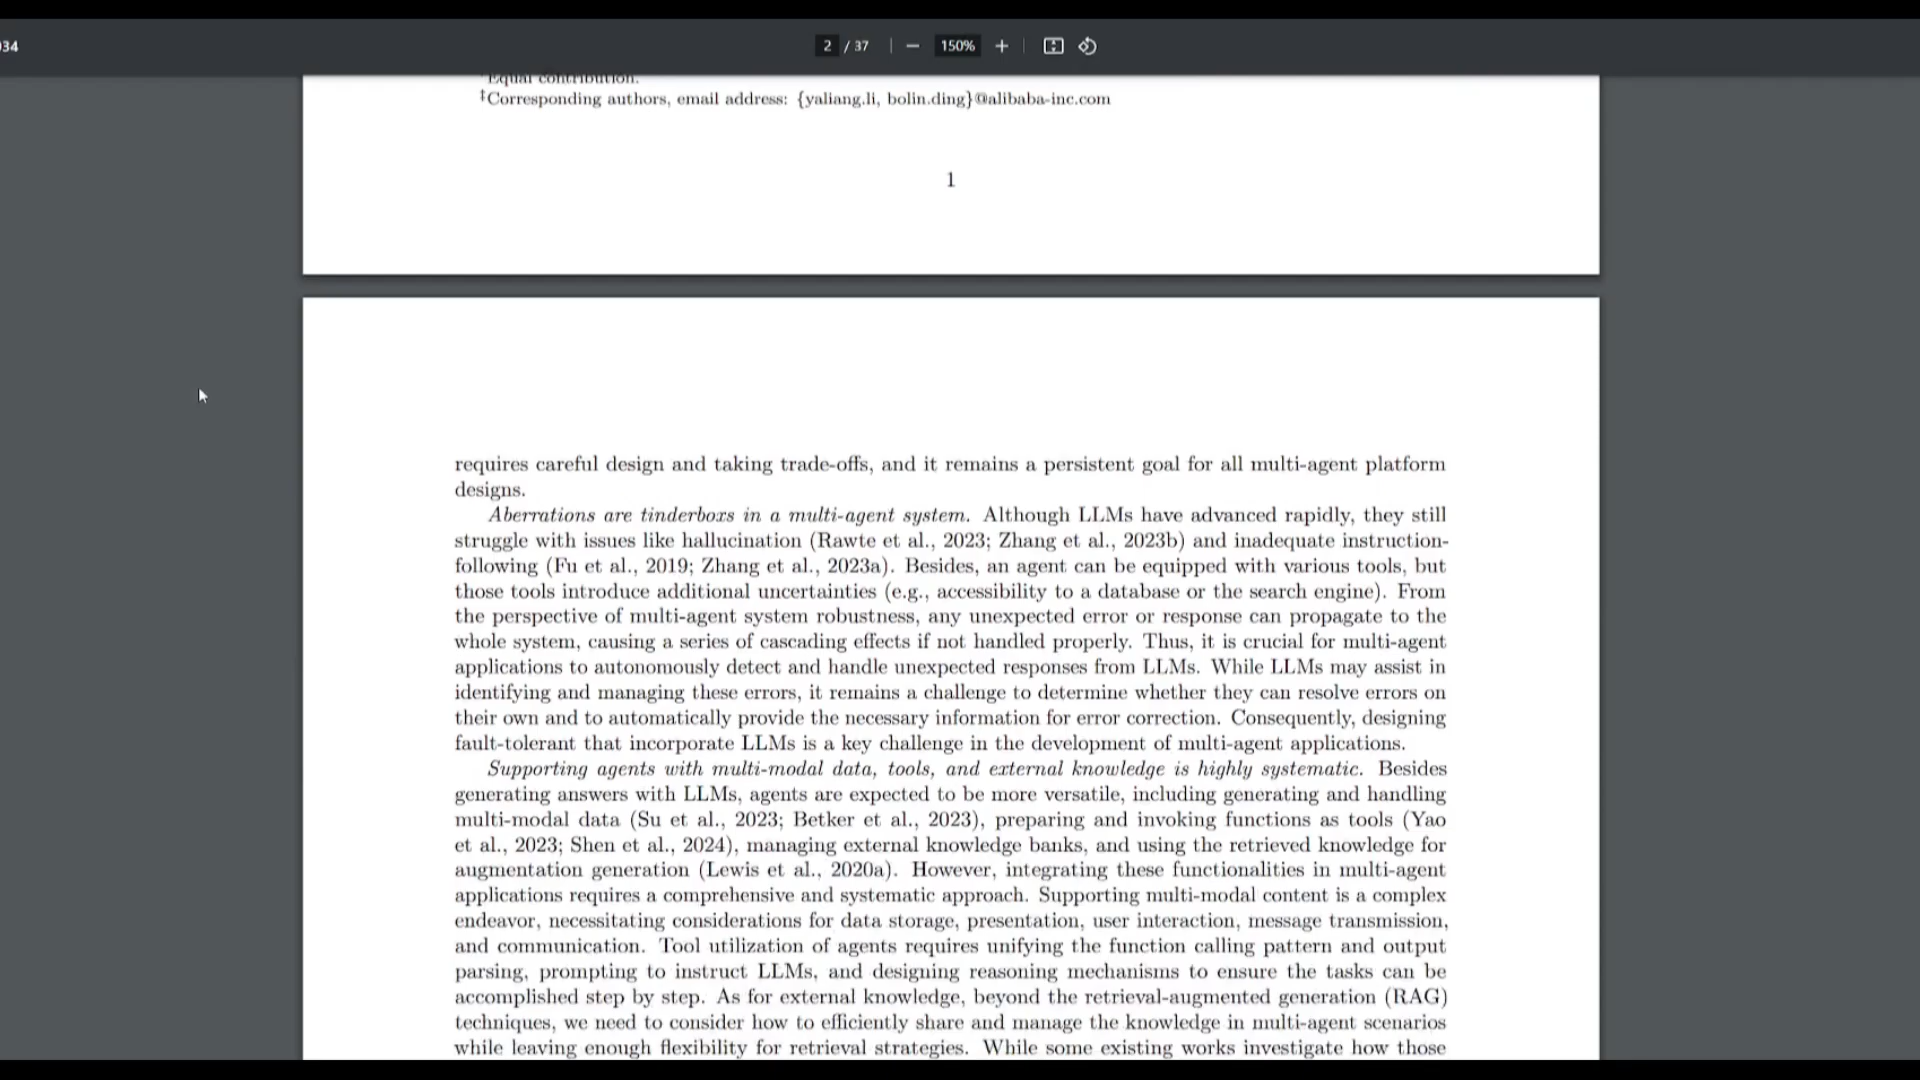 034
2 / 37
150%
Equal contribution.
‡Corresponding authors, email address: {yaliang.li, bolin.ding}@alibaba-inc.com
1
requires careful design and taking trade-offs, and it remains a persistent goal for all multi-agent platform
designs.
Aberrations are tinderboxs in a multi-agent system. Although LLMs have advanced rapidly, they still
struggle with issues like hallucination (Rawte et al., 2023; Zhang et al., 2023b) and inadequate instruction-
following (Fu et al., 2019; Zhang et al., 2023a). Besides, an agent can be equipped with various tools, but
those tools introduce additional uncertainties (e.g., accessibility to a database or the search engine). From
the perspective of multi-agent system robustness, any unexpected error or response can propagate to the
whole system, causing a series of cascading effects if not handled properly. Thus, it is crucial for multi-agent
applications to autonomously detect and handle unexpected responses from LLMs. While LLMs may assist in
identifying and managing these errors, it remains a challenge to determine whether they can resolve errors on
their own and to automatically provide the necessary information for error correction. Consequently, designing
fault-tolerant that incorporate LLMs is a key challenge in the development of multi-agent applications.
Supporting agents with multi-modal data, tools, and external knowledge is highly systematic. Besides
generating answers with LLMs, agents are expected to be more versatile, including generating and handling
multi-modal data (Su et al., 2023; Betker et al., 2023), preparing and invoking functions as tools (Yao
et al., 2023; Shen et al., 2024), managing external knowledge banks, and using the retrieved knowledge for
augmentation generation (Lewis et al., 2020a). However, integrating these functionalities in multi-agent
applications requires a comprehensive and systematic approach. Supporting multi-modal content is a complex
endeavor, necessitating considerations for data storage, presentation, user interaction, message transmission,
and communication. Tool utilization of agents requires unifying the function calling pattern and output
parsing, prompting to instruct LLMs, and designing reasoning mechanisms to ensure the tasks can be
accomplished step by step. As for external knowledge, beyond the retrieval-augmented generation (RAG)
techniques, we need to consider how to efficiently share and manage the knowledge in multi-agent scenarios
while leaving enough flexibility for retrieval strategies. While some existing works investigate how those